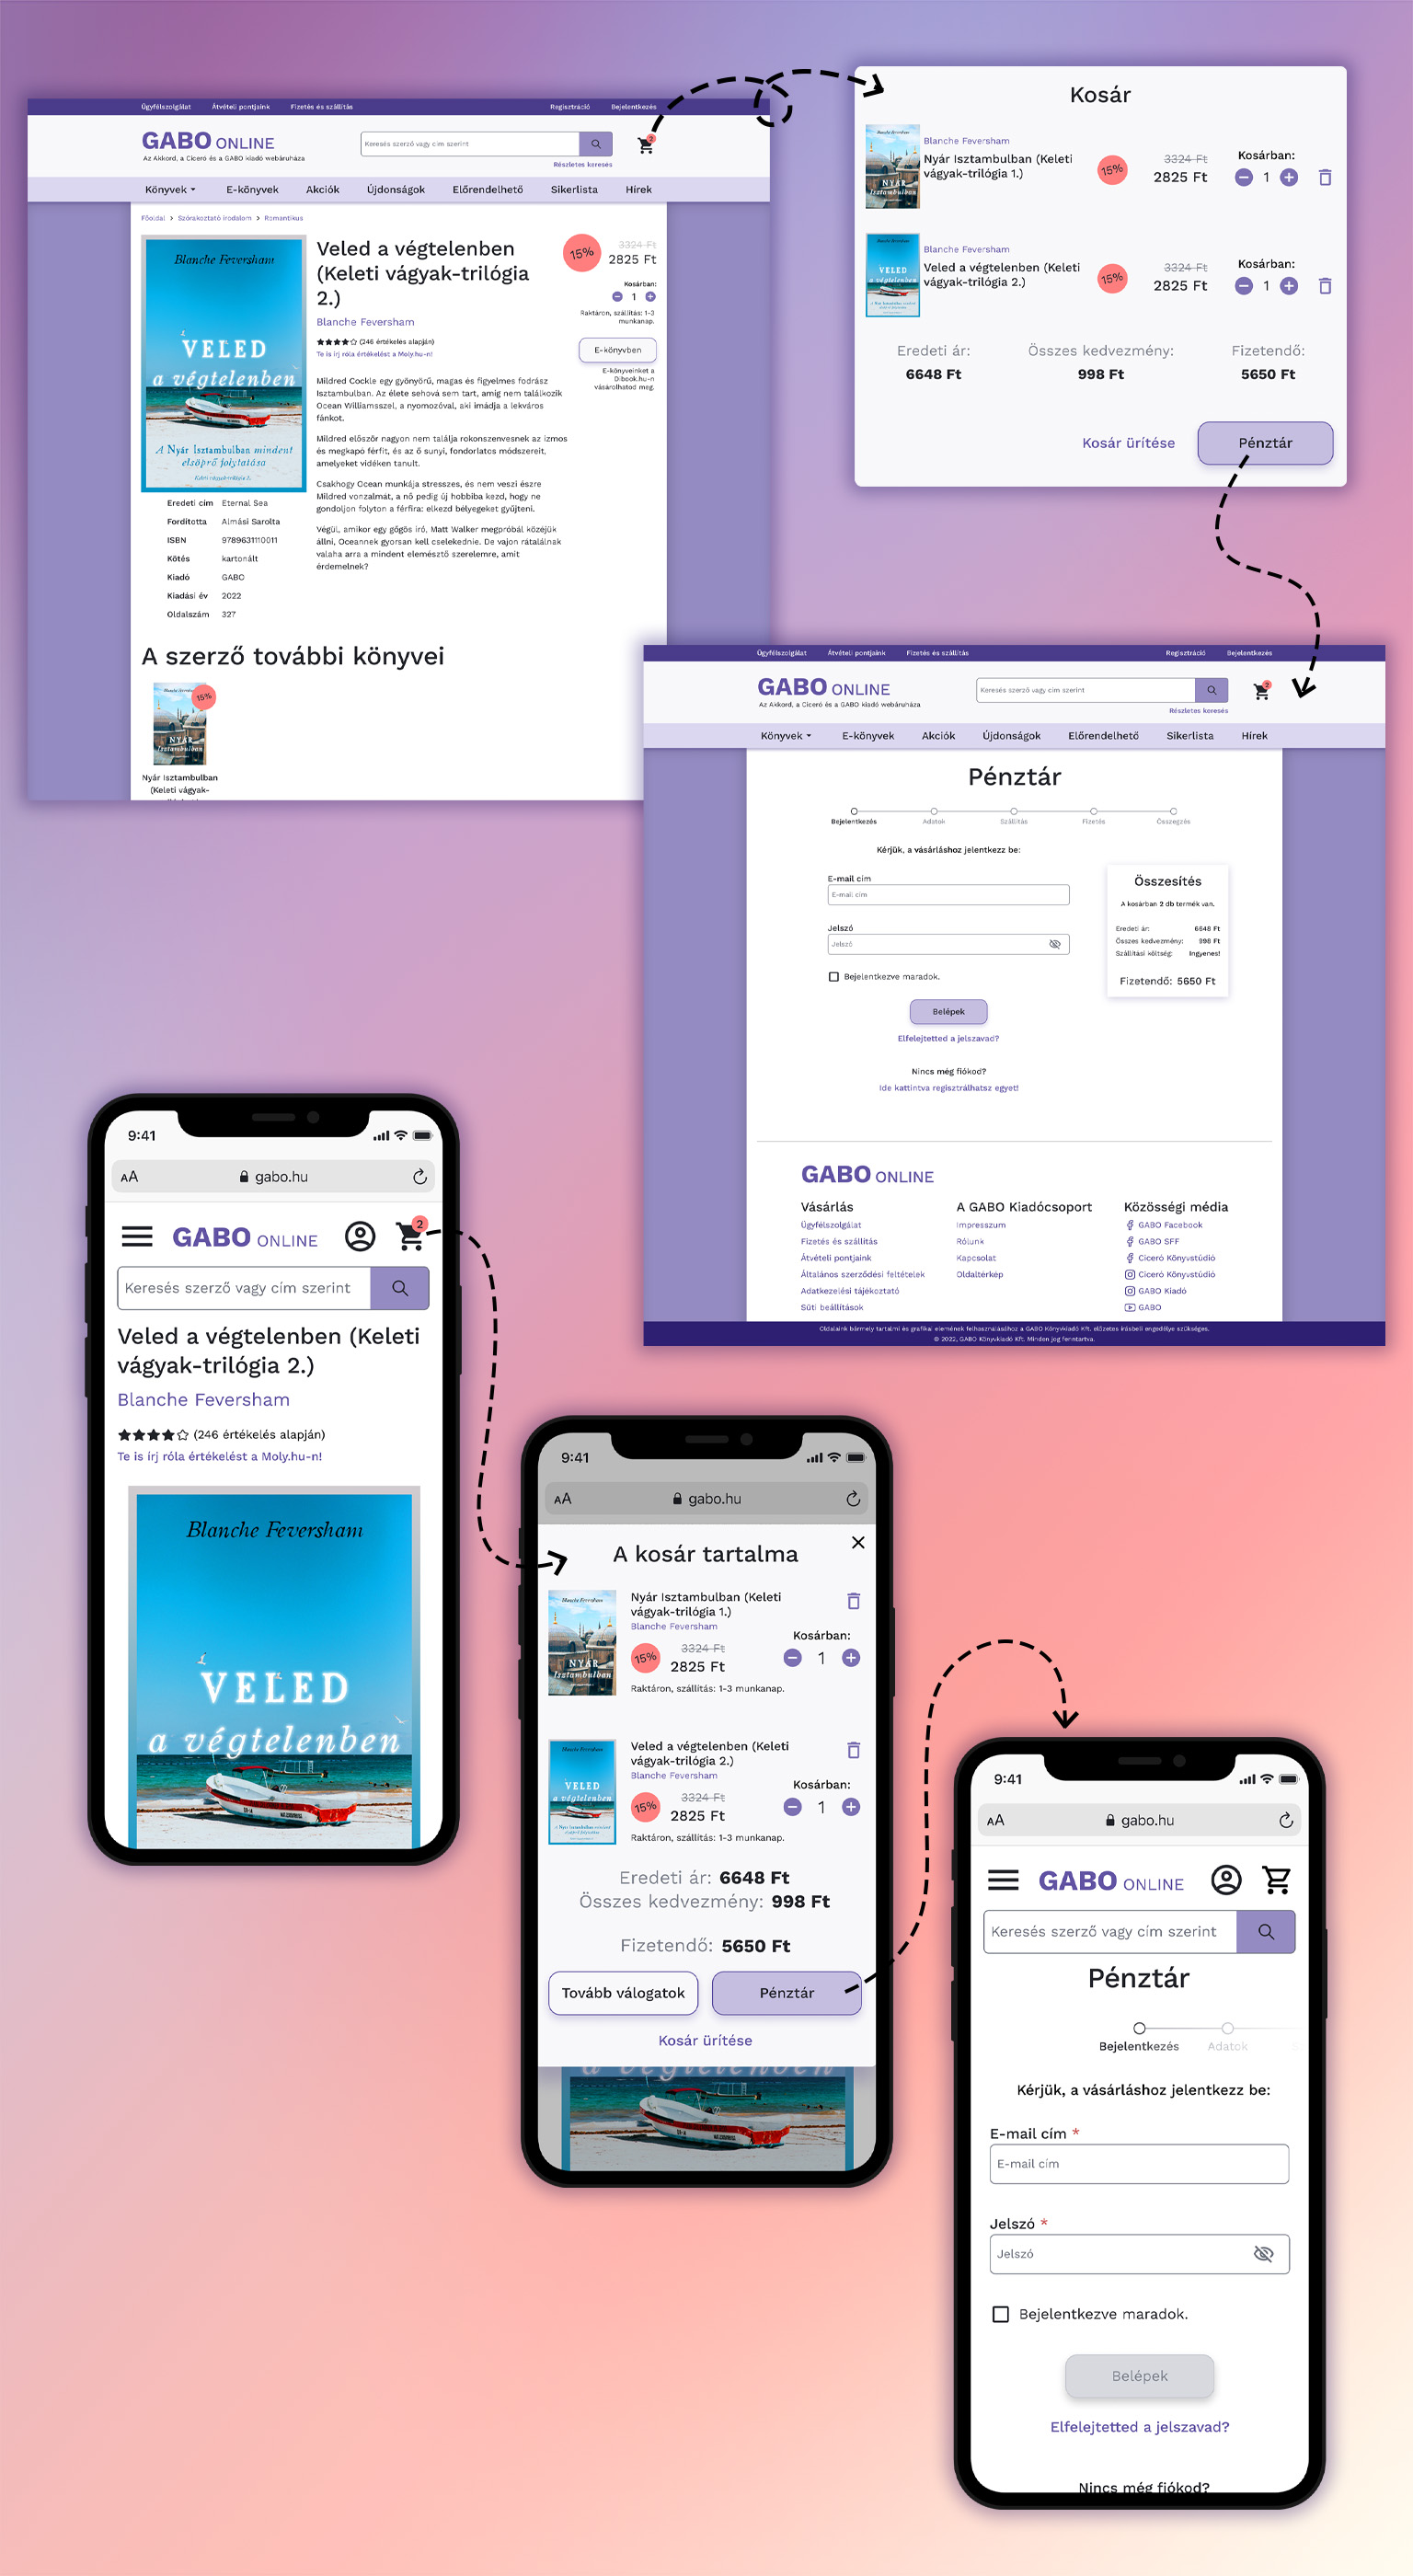 Ügyfélszolgálat Átvételi pontjaink Fizetés és szállítás Regisztráció Bejelentkezés
GABO ONLINE
Az Akkord, a Ciceró és a GABO kiadó webáruháza
Keresés szerző vagy cím szerint
2
Részletes keresés
Könyvek E-könyvek Akciók Újdonságok Előrendelhető Sikerlista Hírek
Főoldal > Szórakoztató irodalom > Romantikus
Blanche Feversham
VELED
a végtelenben
A Nyár Isztambulban mindent
elsöprő folytatása
Keleti vágyak-trilógia 2.
Veled a végtelenben
(Keleti vágyak-trilógia
2.)
Blanche Feversham
(246 értékelés alapján)
Te is írj róla értékelést a Moly.hu-n!
15%
3324 Ft
2825 Ft
Kosárban:
1
Raktáron, szállítás: 1-3
munkanap.
E-könyvben
E-könyveinket a
Dibook.hu-n
vásárolhatod meg.
Mildred Cockle egy gyönyörű, magas és figyelmes fodrász
Isztambulban. Az élete sehová sem tart, amíg nem találkozik
Ocean Williamsszel, a nyomozóval, aki imádja a lekváros
fánkot.
Mildred először nagyon nem találja rokonszenvesnek az izmos
és megkapó férfit, és az ő sunyi, fondorlatos módszereit,
amelyeket vidéken tanult.
Csakhogy Ocean munkája stresszes, és nem veszi észre
Mildred vonzalmát, a nő pedig új hobbiba kezd, hogy ne
gondoljon folyton a férfira: elkezd bélyegeket gyűjteni.
Végül, amikor egy gőgös író, Matt Walker megpróbál közéjük
állni, Oceannek gyorsan kell cselekednie. De vajon rátalálnak
valaha arra a mindent elemésztő szerelemre, amit
érdemelnek?
Eredeti cím Eternal Sea
Fordította Almási Sarolta
ISBN 9789631110011
Kötés kartonált
Kiadó GABO
Kiadási év 2022
Oldalszám 327
A szerző további könyvei
15%
NYÁR
Isztambulban
Nyár Isztambulban
(Keleti vágyak-
Kosár
NYÁR
Isztambulban
Blanche Feversham
Nyár Isztambulban (Keleti
vágyak-trilógia 1.)
15%
3324 Ft
2825 Ft
Kosárban:
1
VELED
a végtelenben
Blanche Feversham
Veled a végtelenben (Keleti
vágyak-trilógia 2.)
15%
3324 Ft
2825 Ft
Kosárban:
1
Eredeti ár: Összes kedvezmény: Fizetendő:
6648 Ft 998 Ft 5650 Ft
Kosár ürítése Pénztár
Ügyfélszolgálat Átvételi pontjaink Fizetés és szállítás Regisztráció Bejelentkezés
GABO ONLINE
Az Akkord, a Ciceró és a GABO kiadó webáruháza
Keresés szerző vagy cím szerint
2
Részletes keresés
Könyvek E-könyvek Akciók Újdonságok Előrendelhető Sikerlista Hírek
Pénztár
Bejelentkezés Adatok Szállítás Fizetés Összegzés
Kérjük, a vásárláshoz jelentkezz be:
E-mail cím
E-mail cím
Jelszó
Jelszó
Bejelentkezve maradok.
Belépek
Elfelejtetted a jelszavad?
Nincs még fiókod?
Ide kattintva regisztrálhatsz egyet!
Összesítés
A kosárban 2 db termék van.
Eredeti ár: 6648 Ft
Összes kedvezmény: 998 Ft
Szállítási költség: Ingyenes!
Fizetendő: 5650 Ft
GABO ONLINE
Vásárlás
Ügyfélszolgálat
Fizetés és szállítás
Átvételi pontjaink
Általános szerződési feltételek
Adatkezelési tájékoztató
Süti beállítások
A GABO Kiadócsoport
Impresszum
Rólunk
Kapcsolat
Oldaltérkép
Közösségi média
GABO Facebook
GABO SFF
Ciceró Könyvstúdió
Ciceró Könyvstúdió
GABO Kiadó
GABO
Oldalaink bármely tartalmi és grafikai elemének felhasználásához a GABO Könyvkiadó Kft. előzetes írásbeli engedélye szükséges.
© 2022, GABO Könyvkiadó Kft. Minden jog fenntartva.
9:41
AA gabo.hu
GABO ONLINE 2
Keresés szerző vagy cím szerint
Veled a végtelenben (Keleti
vágyak-trilógia 2.)
Blanche Feversham
(246 értékelés alapján)
Te is írj róla értékelést a Moly.hu-n!
Blanche Feversham
VELED
a végtelenben
9:41
AA gabo.hu
A kosár tartalma
Blanche Feversham
NYÁR
Isztambulban
Nyár Isztambulban (Keleti
vágyak-trilógia 1.)
Blanche Feversham
15%
3324 Ft
2825 Ft
Kosárban:
1
Raktáron, szállítás: 1-3 munkanap.
Blanche Feversham
VELED
a végtelenben
Veled a végtelenben (Keleti
vágyak-trilógia 2.)
Blanche Feversham
15%
3324 Ft
2825 Ft
Kosárban:
1
Raktáron, szállítás: 1-3 munkanap.
Eredeti ár: 6648 Ft
Összes kedvezmény: 998 Ft
Fizetendő: 5650 Ft
Tovább válogatok Pénztár
Kosár ürítése
a végtelenben
9:41
AA gabo.hu
GABO ONLINE
Keresés szerző vagy cím szerint
Pénztár
Bejelentkezés Adatok
Kérjük, a vásárláshoz jelentkezz be:
E-mail cím *
E-mail cím
Jelszó *
Jelszó
Bejelentkezve maradok.
Belépek
Elfelejtetted a jelszavad?
Nincs még fiókod?